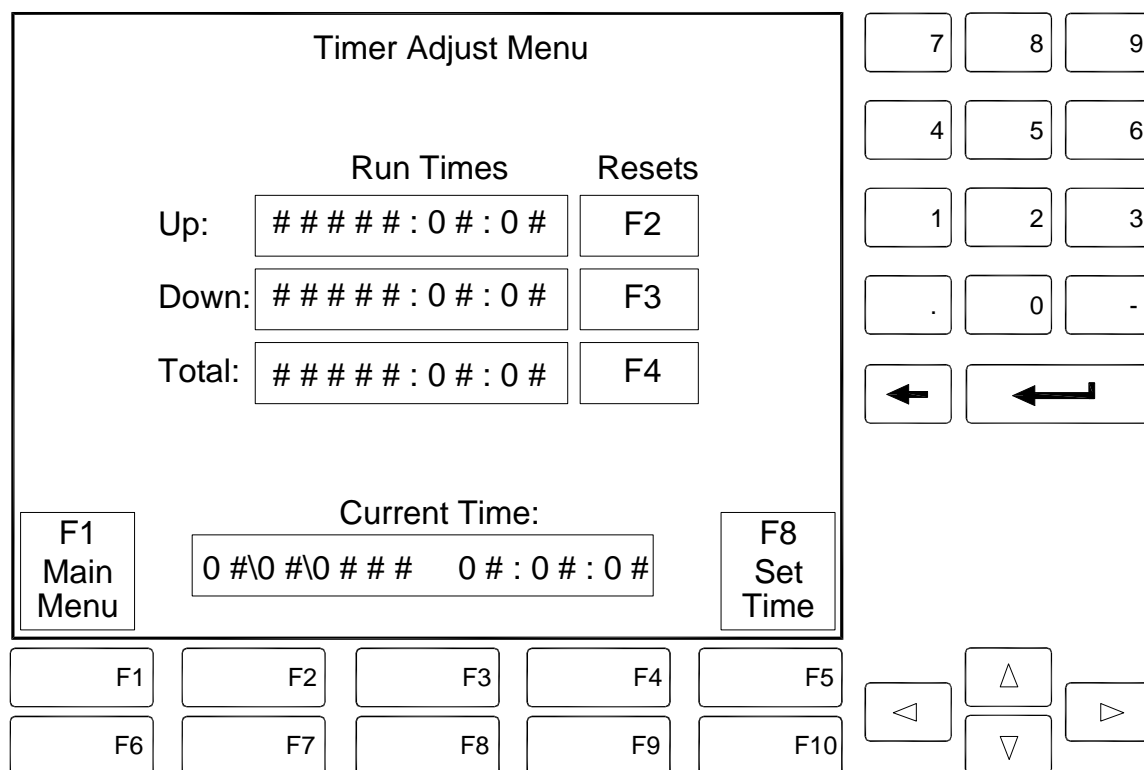 Timer Adjust Menu
Run Times Resets
Up: # # # # # : 0 # : 0 # F2
Down: # # # # # : 0 # : 0 # F3
Total: # # # # # : 0 # : 0 # F4
Current Time:
0 #\0 #\0 # # # 0 # : 0 # : 0 #
F1
Main
Menu
F8
Set
Time
F1 F2 F3 F4 F5
F6 F7 F8 F9 F10
7 8 9
4 5 6
1 2 3
. 0 -